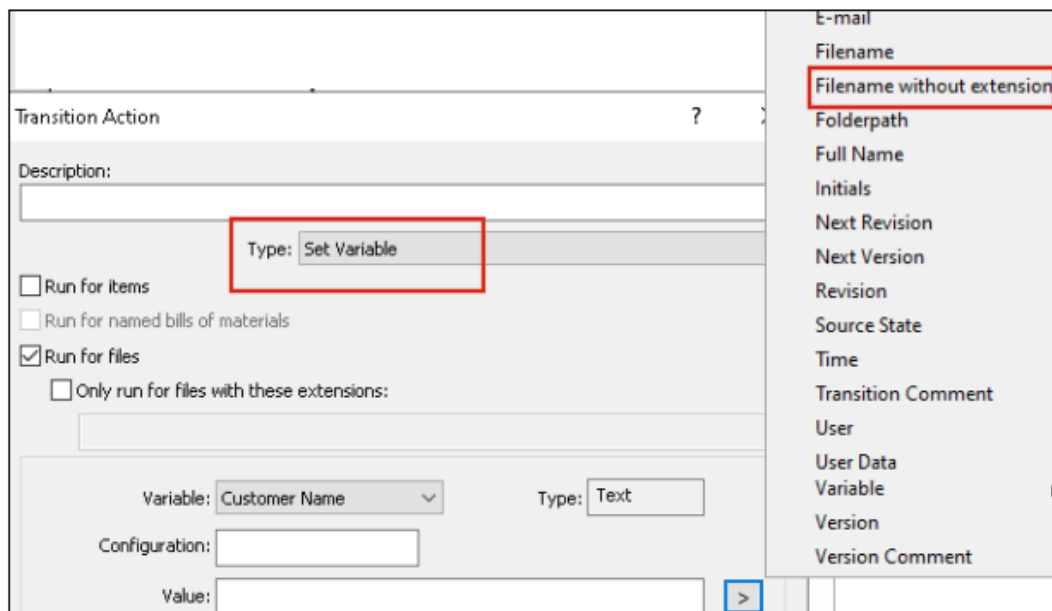 Transition Action
?
Description:
Type: Set Variable
Run for items
Run for named bills of materials
Run for files
Only run for files with these extensions:
Variable: Customer Name
Type: Text
Configuration:
Value:
>
E-mail
Filename
Filename without extension
Folderpath
Full Name
Initials
Next Revision
Next Version
Revision
Source State
Time
Transition Comment
User
User Data
Variable
Version
Version Comment